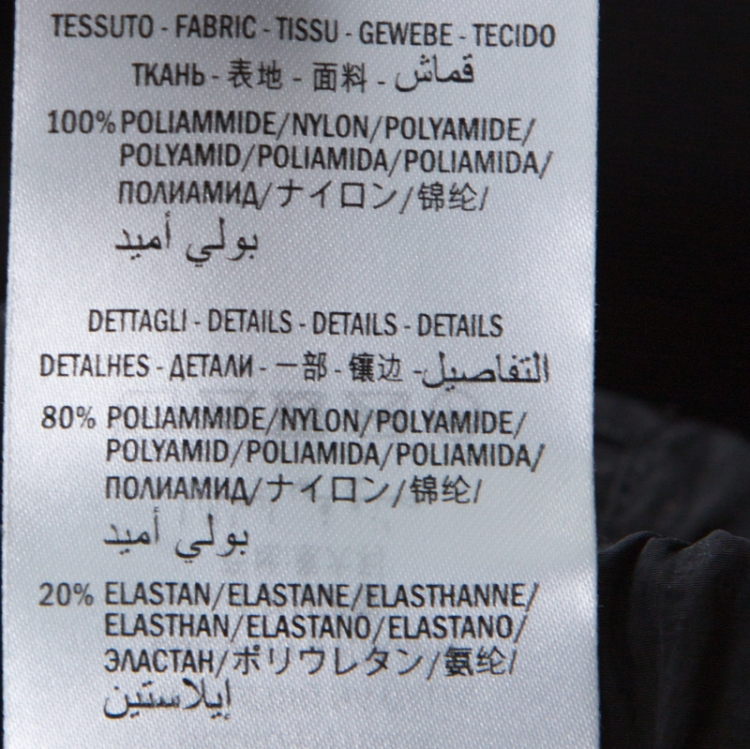 TESSUTO - FABRIC - TISSU - GEWEBE - TECIDO
ТКАНЬ - 表地 - 面料 - قماش
100% POLIAMMIDE/NYLON/POLYAMIDE/
POLYAMID/POLIAMIDA/POLIAMIDA/
ПОЛИАМИД/ナイロン/锦纶/
بولي أميد
DETTAGLI - DETAILS - DETAILS - DETAILS
DETALHES - ДЕТАЛИ - 一部 - 镶边 - التفاصيل
80% POLIAMMIDE/NYLON/POLYAMIDE/
POLYAMID/POLIAMIDA/POLIAMIDA/
ПОЛИАМИД/ナイロン/锦纶/
بولي أميد
20% ELASTAN/ELASTANE/ELASTHANNE/
ELASTHAN/ELASTANO/ELASTANO/
ЭЛАСТАН/ポリウレタン/氨纶/
إيلاستين